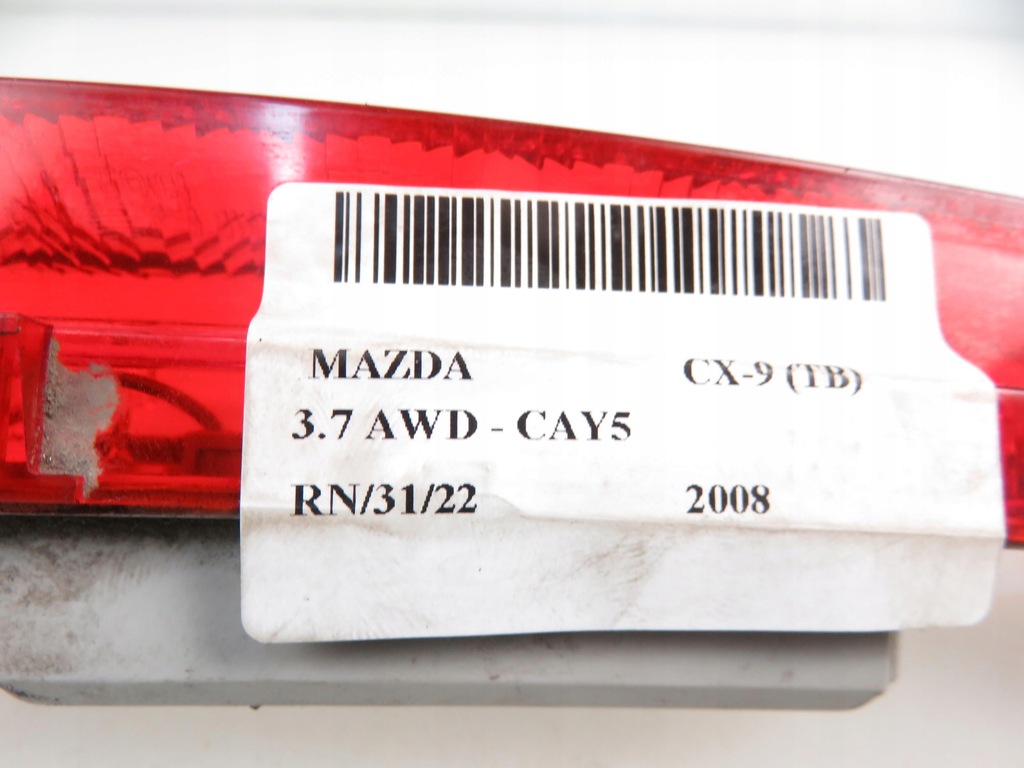 MAZDA CX-9 (TB)
3.7 AWD - CAY5
RN/31/22 2008